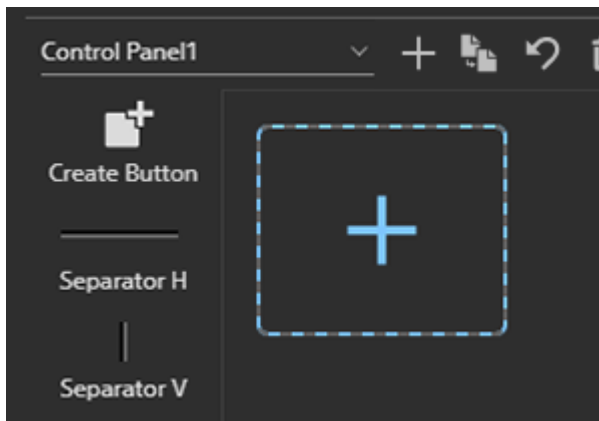 Control Panel1
Create Button
Separator H
Separator V